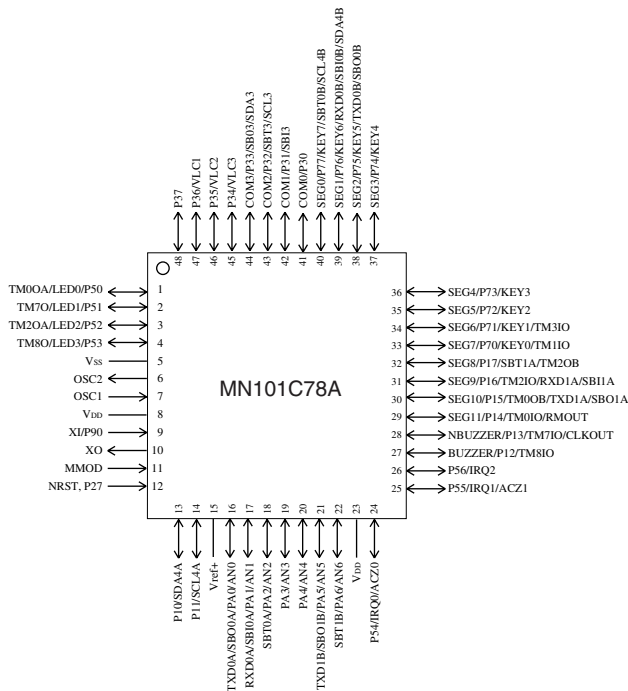 P37
P36/VLC1
P35/VLC2
P34/VLC3
COM3/P33/SB03/SDA3
COM2/P32/SBT3/SCL3
COM1/P31/SBI3
COM0/P30
SEG0/P77/KEY7/SBT0B/SCL4B
SEG1/P76/KEY6/RXD0B/SBI0B/SDA4B
SEG2/P75/KEY5/TXD0B/SBO0B
SEG3/P74/KEY4
48 47 46 45 44 43 42 41 40 39 38 37
TM0OA/LED0/P50 1
TM7O/LED1/P51 2
TM2OA/LED2/P52 3
TM8O/LED3/P53 4
Vss 5
OSC2 6
OSC1 7
VDD 8
XI/P90 9
XO 10
MMOD 11
NRST, P27 12
MN101C78A
36 SEG4/P73/KEY3
35 SEG5/P72/KEY2
34 SEG6/P71/KEY1/TM3IO
33 SEG7/P70/KEY0/TM1IO
32 SEG8/P17/SBT1A/TM2OB
31 SEG9/P16/TM2IO/RXD1A/SBI1A
30 SEG10/P15/TM0OB/TXD1A/SBO1A
29 SEG11/P14/TM0IO/RMOUT
28 NBUZZER/P13/TM7IO/CLKOUT
27 BUZZER/P12/TM8IO
26 P56/IRQ2
25 P55/IRQ1/ACZ1
13 14 15 16 17 18 19 20 21 22 23 24
P10/SDA4A
P11/SCL4A
Vref+
TXD0A/SBO0A/PA0/AN0
RXD0A/SBI0A/PA1/AN1
SBT0A/PA2/AN2
PA3/AN3
PA4/AN4
TXD1B/SBO1B/PA5/AN5
SBT1B/PA6/AN6
VDD
P54/IRQ0/ACZ0